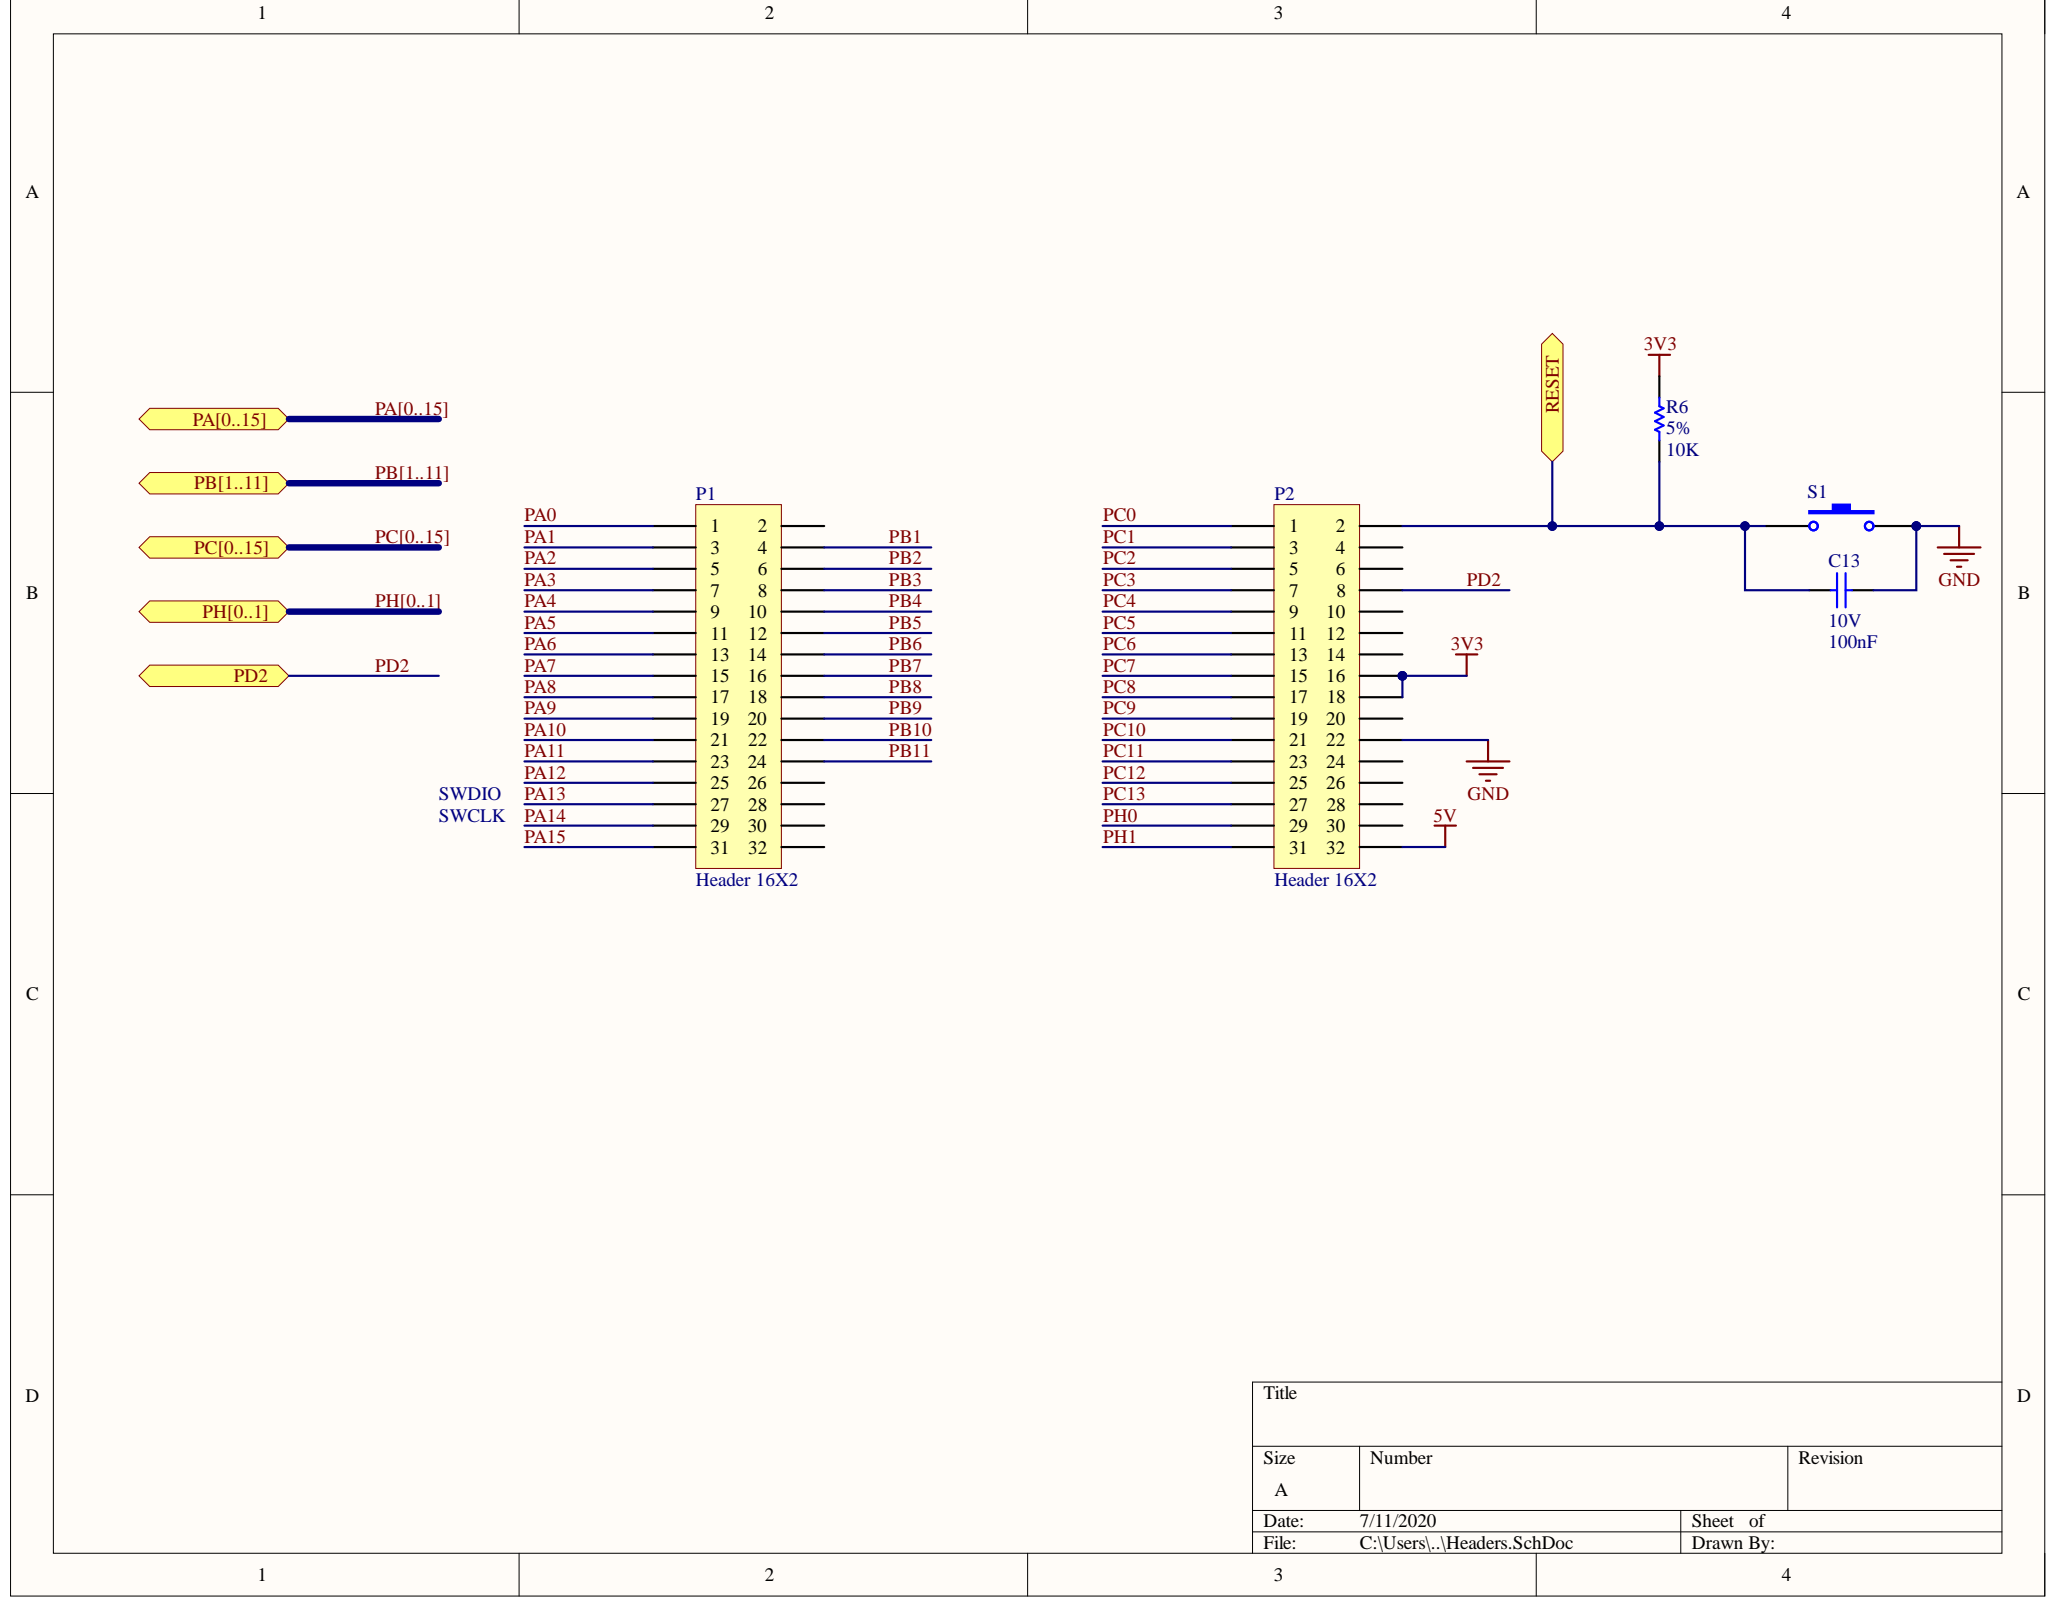 1 2 3 4
A A
3V3
RESET
R6
5%
10K
PA[0..15] PA[0..15]
PB[1..11] PB[1..11]
PC[0..15] PC[0..15]
PH[0..1] PH[0..1]
PD2 PD2
B B
P1
PA0 1 2
PA1 3 4 PB1
PA2 5 6 PB2
PA3 7 8 PB3
PA4 9 10 PB4
PA5 11 12 PB5
PA6 13 14 PB6
PA7 15 16 PB7
PA8 17 18 PB8
PA9 19 20 PB9
PA10 21 22 PB10
PA11 23 24 PB11
PA12 25 26
SWDIO PA13 27 28
SWCLK PA14 29 30
PA15 31 32
Header 16X2
P2
PC0 1 2
PC1 3 4
PC2 5 6
PC3 7 8 PD2
PC4 9 10
PC5 11 12
PC6 13 14
3V3
PC7 15 16
PC8 17 18
PC9 19 20
PC10 21 22
PC11 23 24
PC12 25 26
GND
PC13 27 28
PH0 29 30
5V
PH1 31 32
Header 16X2
S1
C13
10V
100nF
GND
C C
D D
Title
Size Number Revision
A
Date: 7/11/2020 Sheet of
File: C:\Users\..\Headers.SchDoc Drawn By:
1 2 3 4